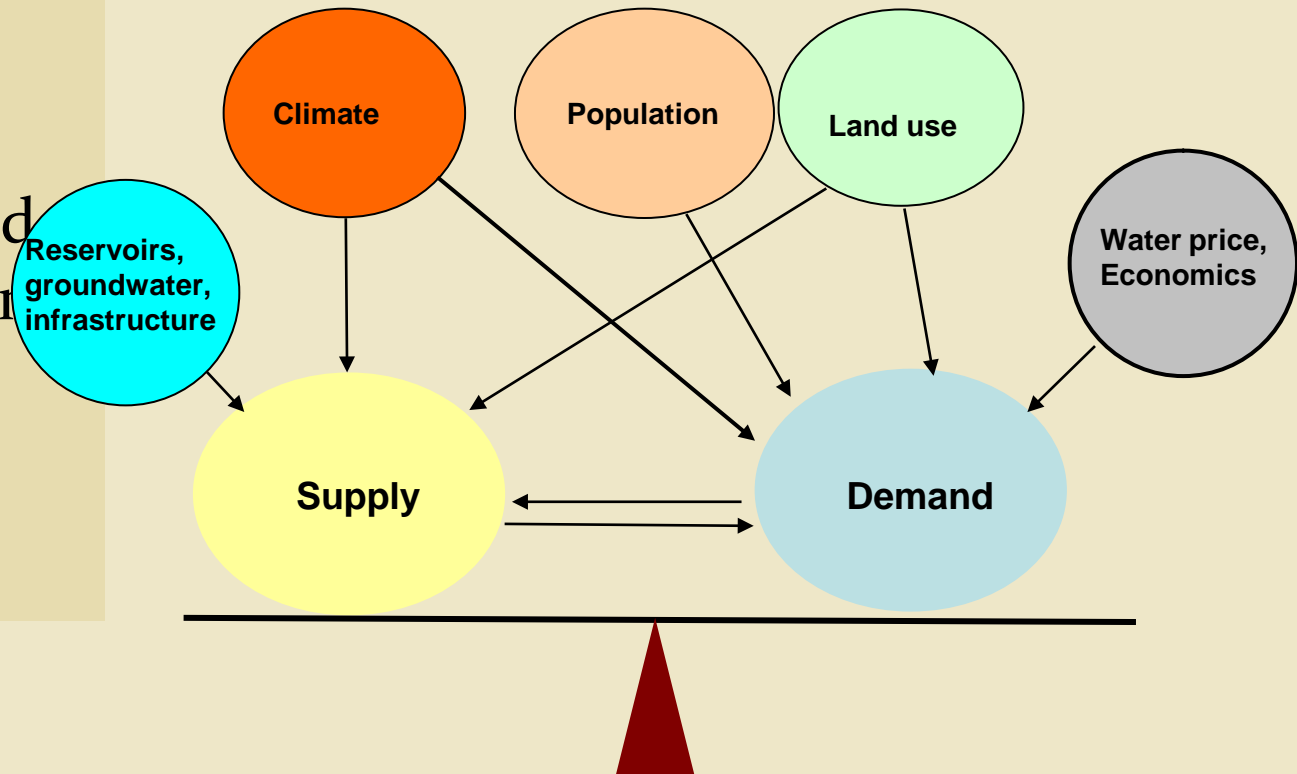 Climate
Population
Land use
Reservoirs,
groundwater,
infrastructure
Water price,
Economics
Supply
Demand
d